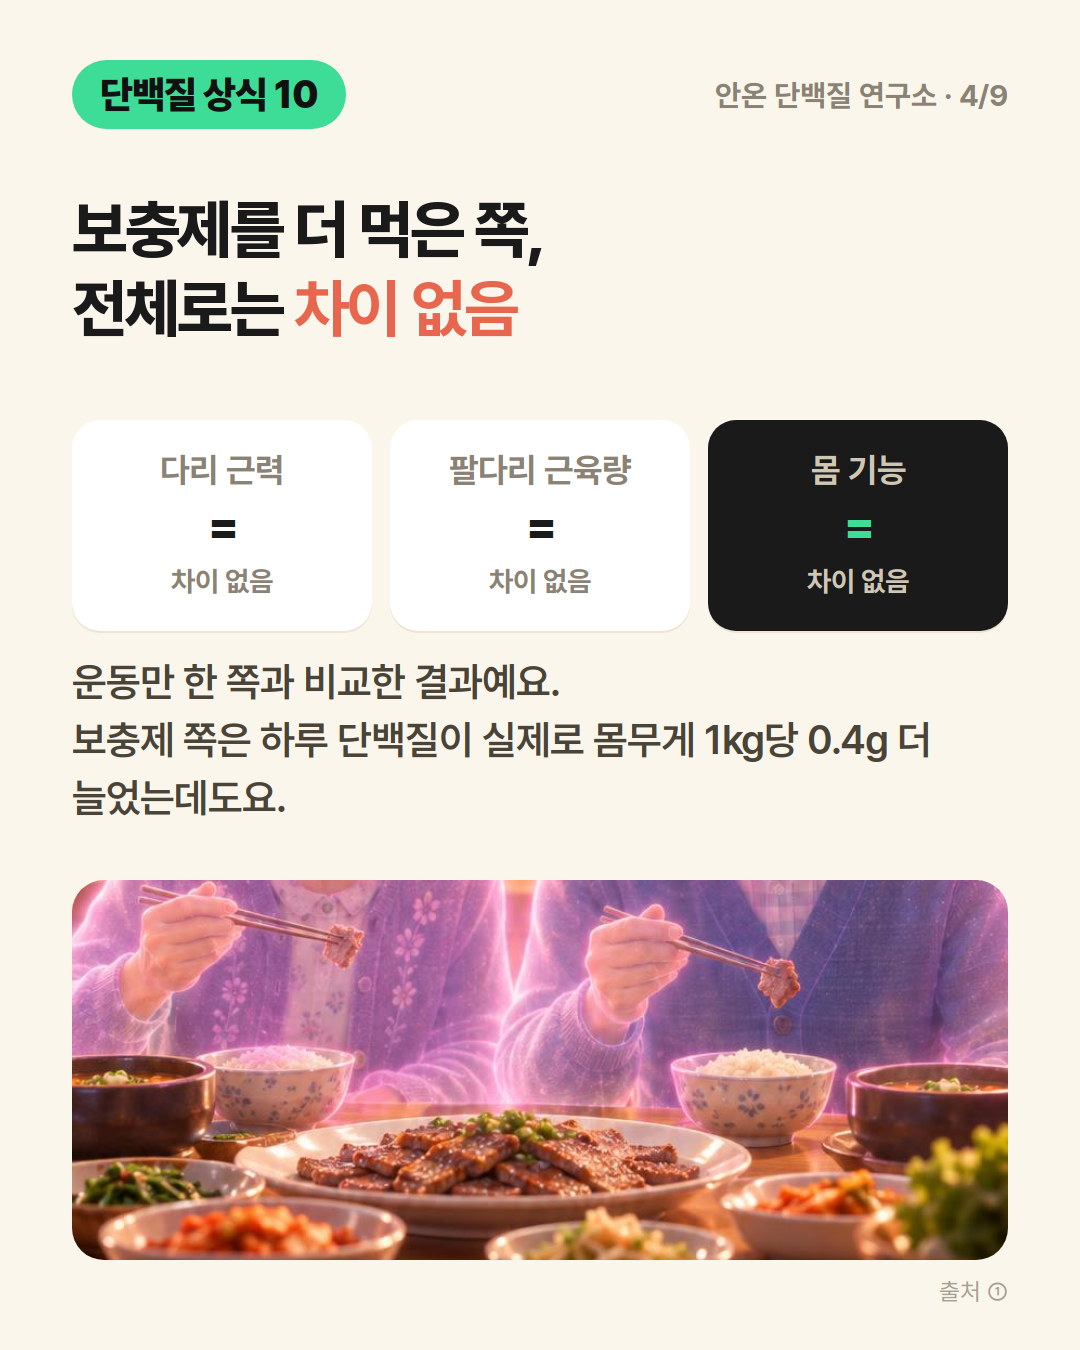 단백질 상식 10
안온 단백질 연구소 · 4/9
보충제를 더 먹은 쪽,
전체로는 차이 없음
다리 근력
=
차이 없음
팔다리 근육량
=
차이 없음
몸 기능
=
차이 없음
운동만 한 쪽과 비교한 결과예요.
보충제 쪽은 하루 단백질이 실제로 몸무게 1kg당 0.4g 더
늘었는데도요.
출처 ①